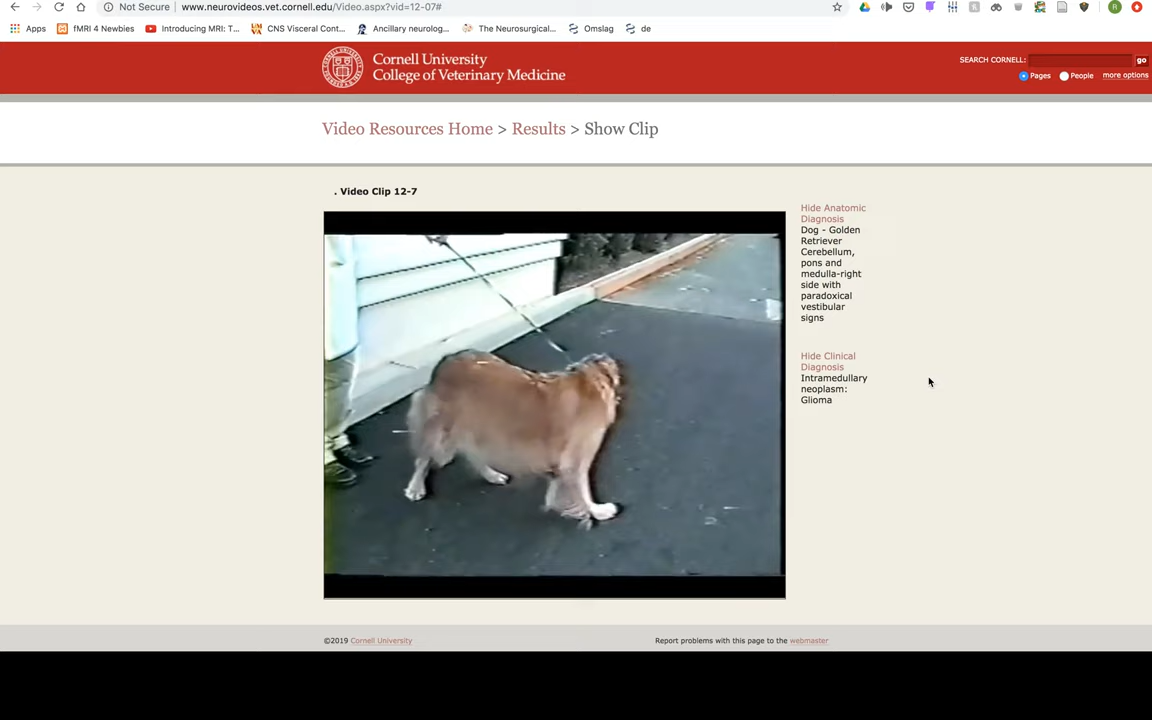 Not Secure www.neurovideos.vet.cornell.edu/Video.aspx?vid=12-07#
Apps fMRI 4 Newbies Introducing MRI: T... CNS Visceral Cont... Ancillary neurolog... The Neurosurgical... Omslag de
Cornell University
College of Veterinary Medicine
SEARCH CORNELL: go
Pages People more options
Video Resources Home > Results > Show Clip
. Video Clip 12-7
Hide Anatomic
Diagnosis
Dog - Golden
Retriever
Cerebellum,
pons and
medulla-right
side with
paradoxical
vestibular
signs
Hide Clinical
Diagnosis
Intramedullary
neoplasm:
Glioma
©2019 Cornell University
Report problems with this page to the webmaster